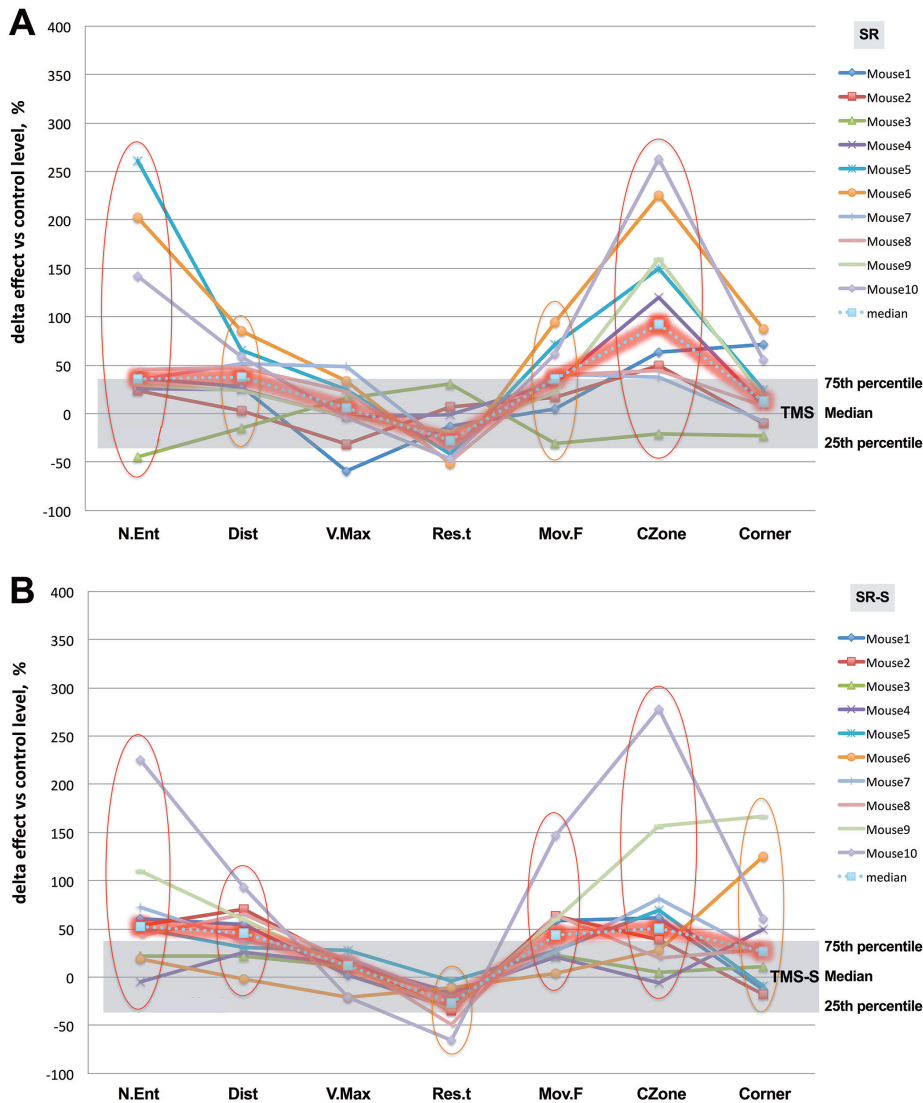 A
delta effect vs control level, %
400
350
300
250
200
150
100
50
0
-50
-100
N.Ent Dist V.Max Res.t Mov.F CZone Corner
SR
Mouse1
Mouse2
Mouse3
Mouse4
Mouse5
Mouse6
Mouse7
Mouse8
Mouse9
Mouse10
median
75th percentile
TMS Median
25th percentile
B
delta effect vs control level, %
400
350
300
250
200
150
100
50
0
-50
-100
N.Ent Dist V.Max Res.t Mov.F CZone Corner
SR-S
Mouse1
Mouse2
Mouse3
Mouse4
Mouse5
Mouse6
Mouse7
Mouse8
Mouse9
Mouse10
median
75th percentile
TMS-S Median
25th percentile